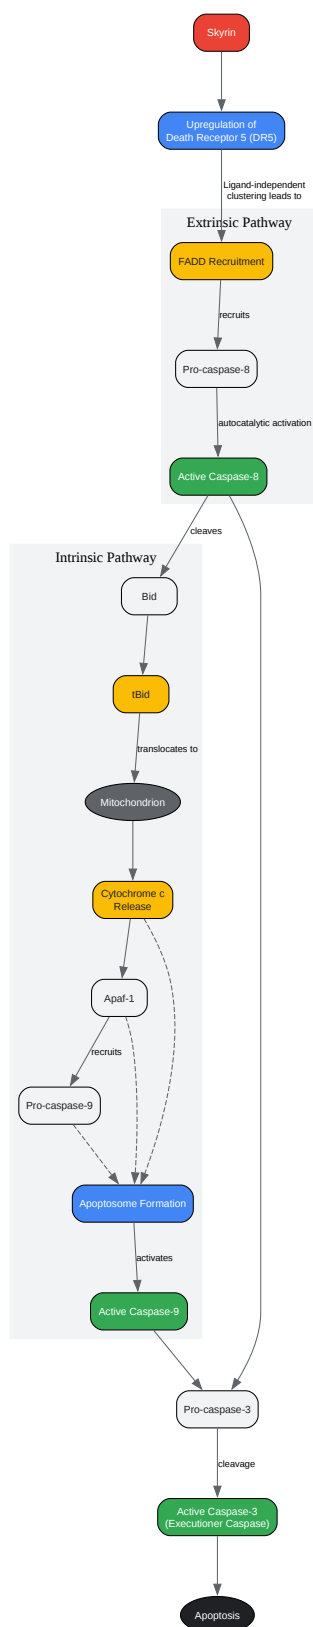 Skyrin
Upregulation of
Death Receptor 5 (DR5)
Ligand-independent
clustering leads to
Extrinsic Pathway
FADD Recruitment
recruits
Pro-caspase-8
autocatalytic activation
Active Caspase-8
cleaves
Intrinsic Pathway
Bid
tBid
translocates to
Mitochondrion
Cytochrome c
Release
Apaf-1
recruits
Pro-caspase-9
Apoptosome Formation
activates
Active Caspase-9
Pro-caspase-3
cleavage
Active Caspase-3
(Executioner Caspase)
Apoptosis